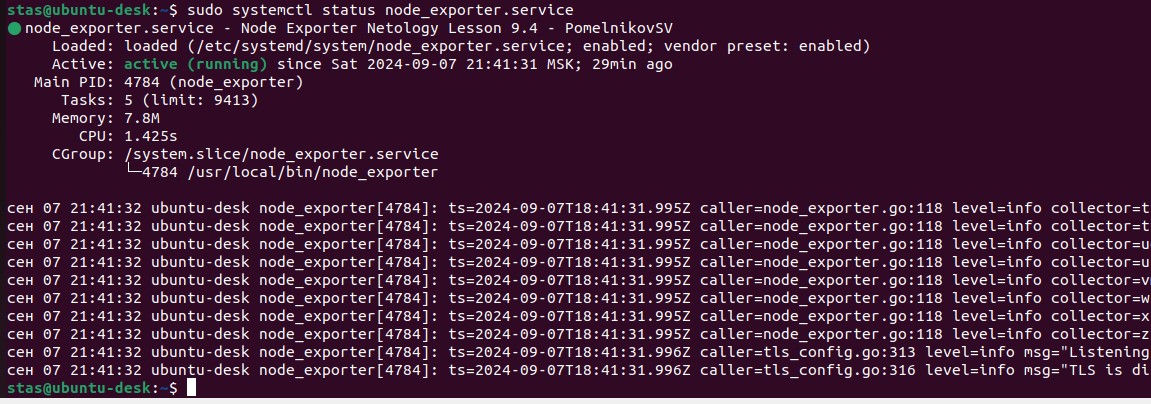 stas@ubuntu-desk:~$ sudo systemctl status node_exporter.service
● node_exporter.service - Node Exporter Netology Lesson 9.4 - PomelnikovSV
     Loaded: loaded (/etc/systemd/system/node_exporter.service; enabled; vendor preset: enabled)
     Active: active (running) since Sat 2024-09-07 21:41:31 MSK; 29min ago
   Main PID: 4784 (node_exporter)
      Tasks: 5 (limit: 9413)
     Memory: 7.8M
        CPU: 1.425s
     CGroup: /system.slice/node_exporter.service
             └─4784 /usr/local/bin/node_exporter
сен 07 21:41:32 ubuntu-desk node_exporter[4784]: ts=2024-09-07T18:41:31.995Z caller=node_exporter.go:118 level=info collector=t
сен 07 21:41:32 ubuntu-desk node_exporter[4784]: ts=2024-09-07T18:41:31.995Z caller=node_exporter.go:118 level=info collector=t
сен 07 21:41:32 ubuntu-desk node_exporter[4784]: ts=2024-09-07T18:41:31.995Z caller=node_exporter.go:118 level=info collector=u
сен 07 21:41:32 ubuntu-desk node_exporter[4784]: ts=2024-09-07T18:41:31.995Z caller=node_exporter.go:118 level=info collector=u
сен 07 21:41:32 ubuntu-desk node_exporter[4784]: ts=2024-09-07T18:41:31.995Z caller=node_exporter.go:118 level=info collector=v
сен 07 21:41:32 ubuntu-desk node_exporter[4784]: ts=2024-09-07T18:41:31.995Z caller=node_exporter.go:118 level=info collector=w
сен 07 21:41:32 ubuntu-desk node_exporter[4784]: ts=2024-09-07T18:41:31.995Z caller=node_exporter.go:118 level=info collector=x
сен 07 21:41:32 ubuntu-desk node_exporter[4784]: ts=2024-09-07T18:41:31.995Z caller=node_exporter.go:118 level=info collector=z
сен 07 21:41:32 ubuntu-desk node_exporter[4784]: ts=2024-09-07T18:41:31.996Z caller=tls_config.go:313 level=info msg="Listening
сен 07 21:41:32 ubuntu-desk node_exporter[4784]: ts=2024-09-07T18:41:31.996Z caller=tls_config.go:316 level=info msg="TLS is di
stas@ubuntu-desk:~$